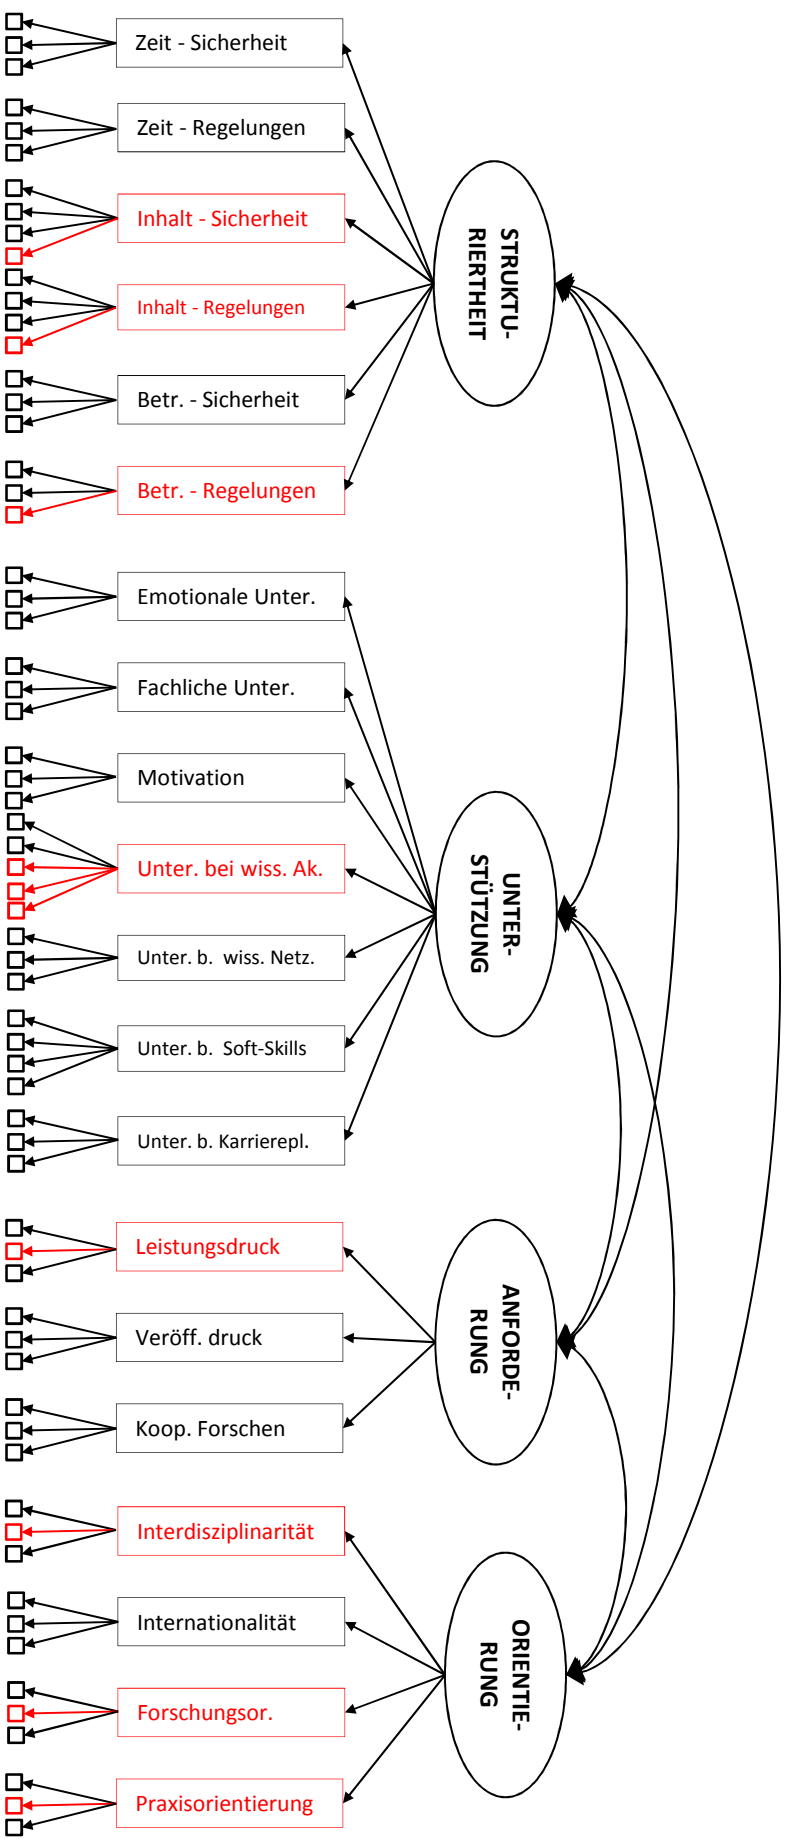 Zeit - Sicherheit
Zeit - Regelungen
Inhalt - Sicherheit
Inhalt - Regelungen
Betr. - Sicherheit
Betr. - Regelungen
STRUKTU-
RIERTHEIT
Emotionale Unter.
Fachliche Unter.
Motivation
Unter. bei wiss. Ak.
Unter. b. wiss. Netz.
Unter. b. Soft-Skills
Unter. b. Karrierepl.
UNTER-
STÜTZUNG
Leistungsdruck
Veröff. druck
Koop. Forschen
ANFORDE-
RUNG
Interdisziplinarität
Internationalität
Forschungsor.
Praxisorientierung
ORIENTIE-
RUNG